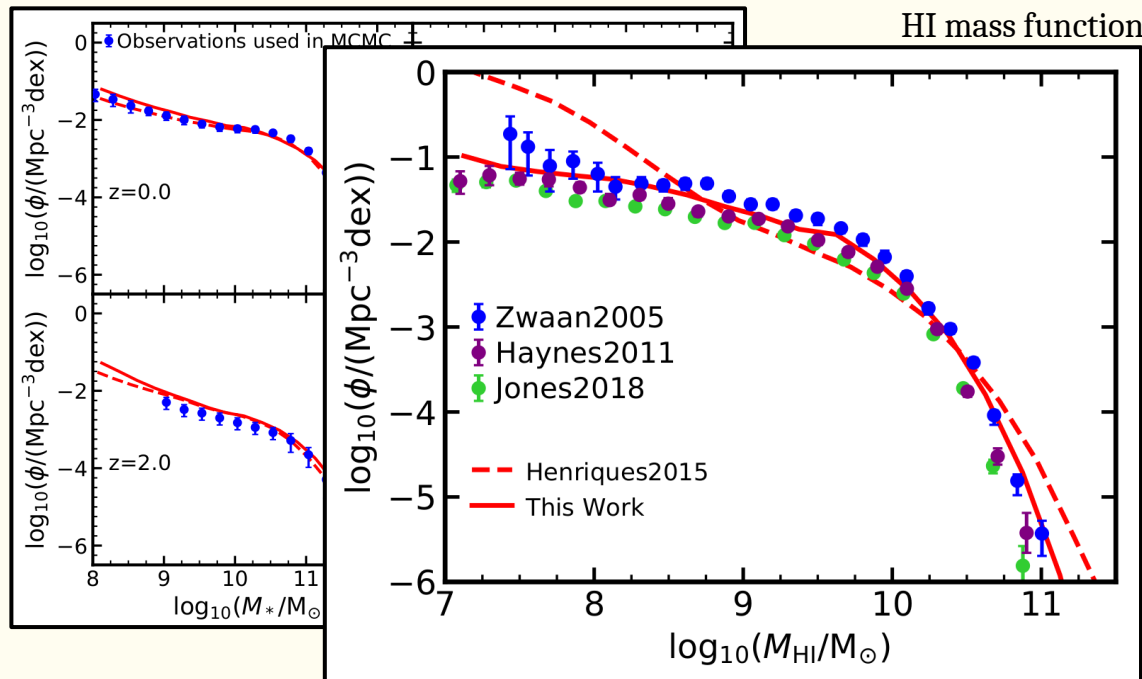 HI mass function
Observations used in MCMC
log₁₀(ϕ/(Mpc⁻³dex))
0
−2
−4
−6
z=0.0
log₁₀(ϕ/(Mpc⁻³dex))
0
−2
−4
−6
z=2.0
8 9 10 11
log₁₀(M*/M⊙
log₁₀(ϕ/(Mpc⁻³dex))
0
−1
−2
−3
−4
−5
−6
Zwaan2005
Haynes2011
Jones2018
Henriques2015
This Work
7 8 9 10 11
log₁₀(M_HI/M⊙)